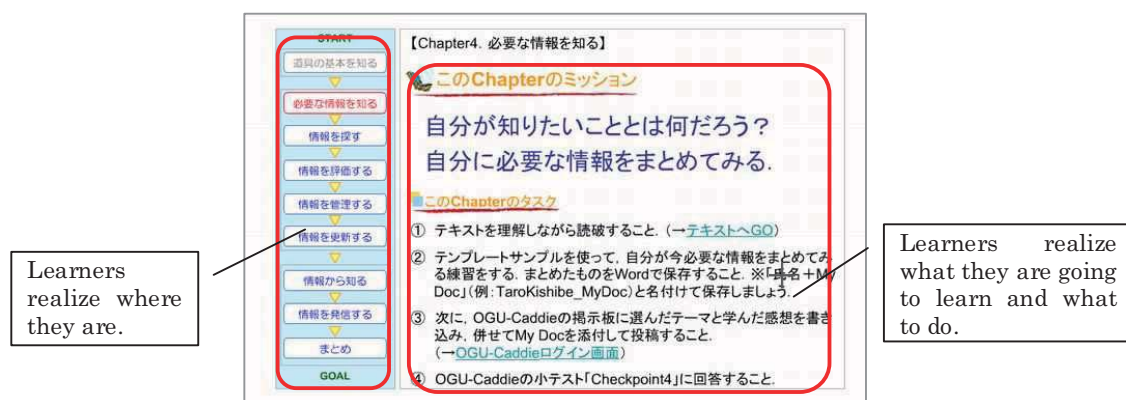 START
道具の基本を知る
必要な情報を知る
情報を探す
情報を評価する
情報を管理する
情報を更新する
情報から知る
情報を発信する
まとめ
GOAL
【Chapter4. 必要な情報を知る】
このChapterのミッション
自分が知りたいこととは何だろう？
自分に必要な情報をまとめてみる.
このChapterのタスク
① テキストを理解しながら読破すること. (→テキストへGO)
② テンプレートサンプルを使って, 自分が今必要な情報をまとめてみ
る練習をする. まとめたものをWordで保存すること. ※「氏名＋My
Doc」(例：TaroKishibe_MyDoc)と名付けて保存しましょう.
③ 次に, OGU-Caddieの掲示板に選んだテーマと学んだ感想を書き
込み, 併せてMy Docを添付して投稿すること.
(→OGU-Caddieログイン画面)
④ OGU-Caddieの小テスト「Checkpoint4」に回答すること.
Learners
realize where
they are.
Learners realize
what they are going
to learn and what
to do.